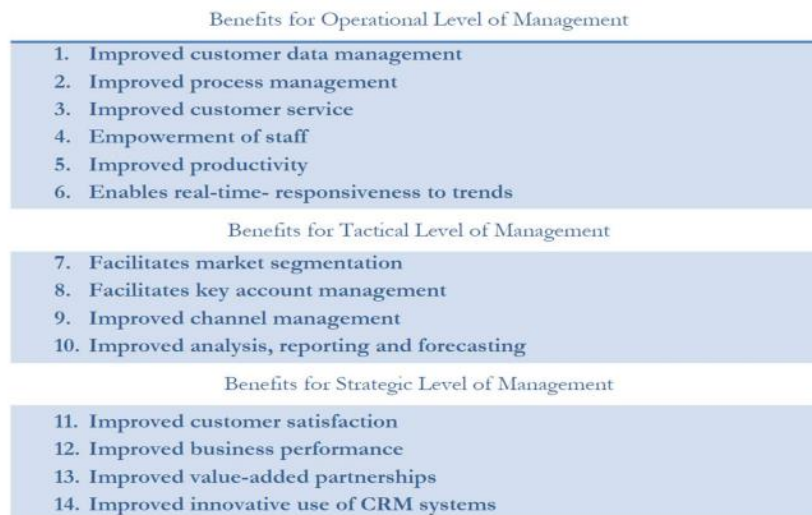 Benefits for Operational Level of Management
1. Improved customer data management
2. Improved process management
3. Improved customer service
4. Empowerment of staff
5. Improved productivity
6. Enables real-time- responsiveness to trends
Benefits for Tactical Level of Management
7. Facilitates market segmentation
8. Facilitates key account management
9. Improved channel management
10. Improved analysis, reporting and forecasting
Benefits for Strategic Level of Management
11. Improved customer satisfaction
12. Improved business performance
13. Improved value-added partnerships
14. Improved innovative use of CRM systems